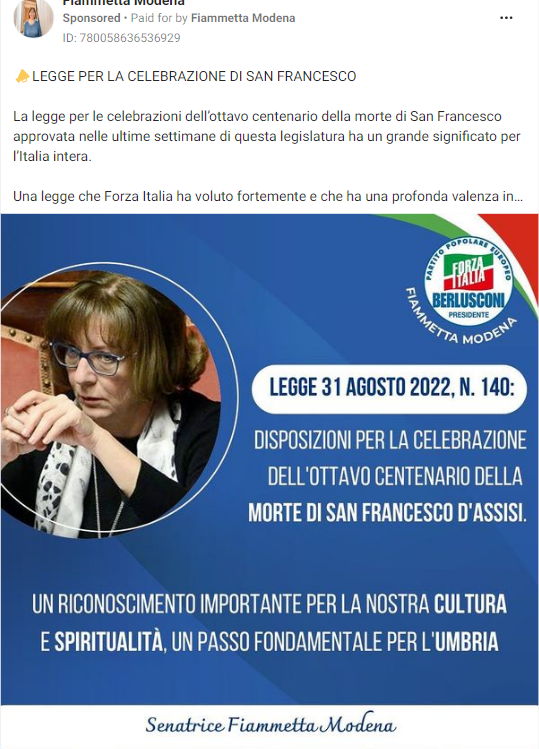 Fiammetta Modena
Sponsored • Paid for by Fiammetta Modena
ID: 780058636536929
LEGGE PER LA CELEBRAZIONE DI SAN FRANCESCO
La legge per le celebrazioni dell'ottavo centenario della morte di San Francesco
approvata nelle ultime settimane di questa legislatura ha un grande significato per
l'Italia intera.
Una legge che Forza Italia ha voluto fortemente e che ha una profonda valenza in...
PARTITO POPOLARE EUROPEO
FORZA
ITALIA
BERLUSCONI
PRESIDENTE
FIAMMETTA MODENA
LEGGE 31 AGOSTO 2022, N. 140:
DISPOSIZIONI PER LA CELEBRAZIONE
DELL'OTTAVO CENTENARIO DELLA
MORTE DI SAN FRANCESCO D'ASSISI.
UN RICONOSCIMENTO IMPORTANTE PER LA NOSTRA CULTURA
E SPIRITUALITÀ, UN PASSO FONDAMENTALE PER L'UMBRIA
Senatrice Fiammetta Modena